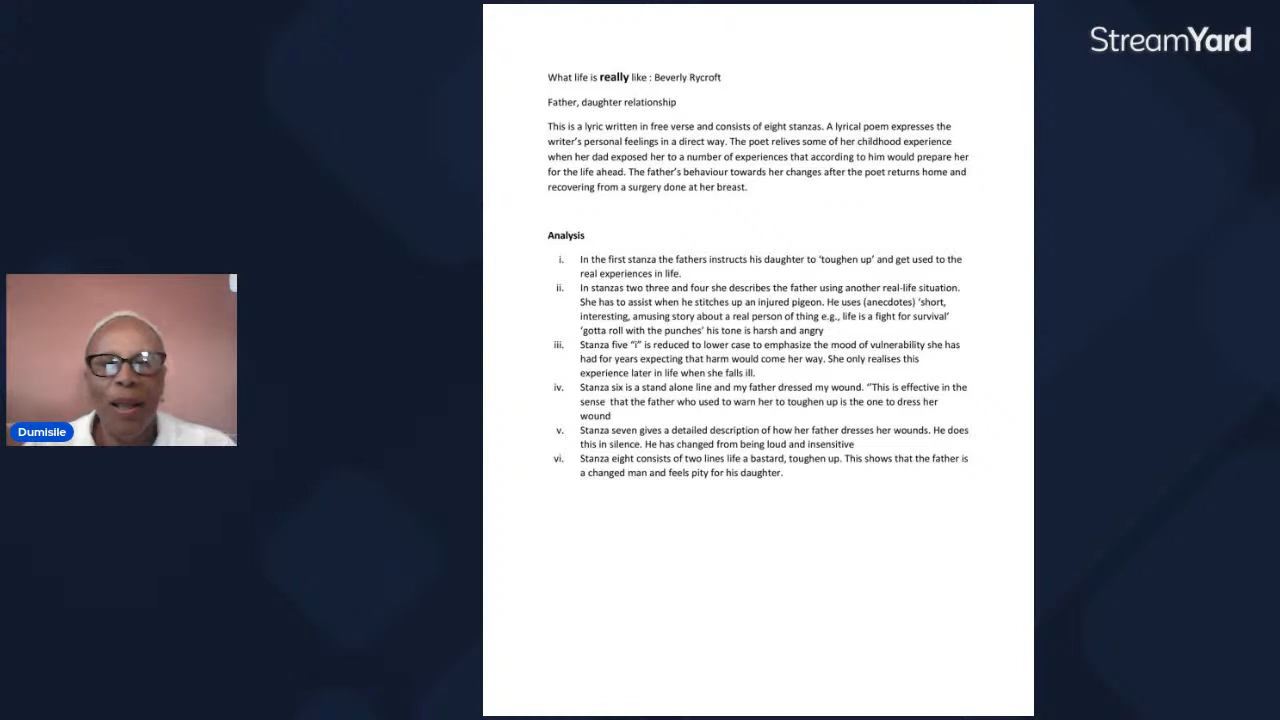 StreamYard
What life is really like : Beverly Rycroft
Father, daughter relationship
This is a lyric written in free verse and consists of eight stanzas. A lyrical poem expresses the
writer's personal feelings in a direct way. The poet relives some of her childhood experience
when her dad exposed her to a number of experiences that according to him would prepare her
for the life ahead. The father's behaviour towards her changes after the poet returns home and
recovering from a surgery done at her breast.
Analysis
i. In the first stanza the fathers instructs his daughter to 'toughen up' and get used to the
real experiences in life.
ii. In stanzas two three and four she describes the father using another real-life situation.
She has to assist when he stitches up an injured pigeon. He uses (anecdotes) 'short,
interesting, amusing story about a real person of thing e.g., life is a fight for survival'
'gotta roll with the punches' his tone is harsh and angry
iii. Stanza five "i" is reduced to lower case to emphasize the mood of vulnerability she has
had for years expecting that harm would come her way. She only realises this
experience later in life when she falls ill.
iv. Stanza six is a stand alone line and my father dressed my wound. "This is effective in the
sense that the father who used to warn her to toughen up is the one to dress her
wound
v. Stanza seven gives a detailed description of how her father dresses her wounds. He does
this in silence. He has changed from being loud and insensitive
vi. Stanza eight consists of two lines life a bastard, toughen up. This shows that the father is
a changed man and feels pity for his daughter.
Dumisile